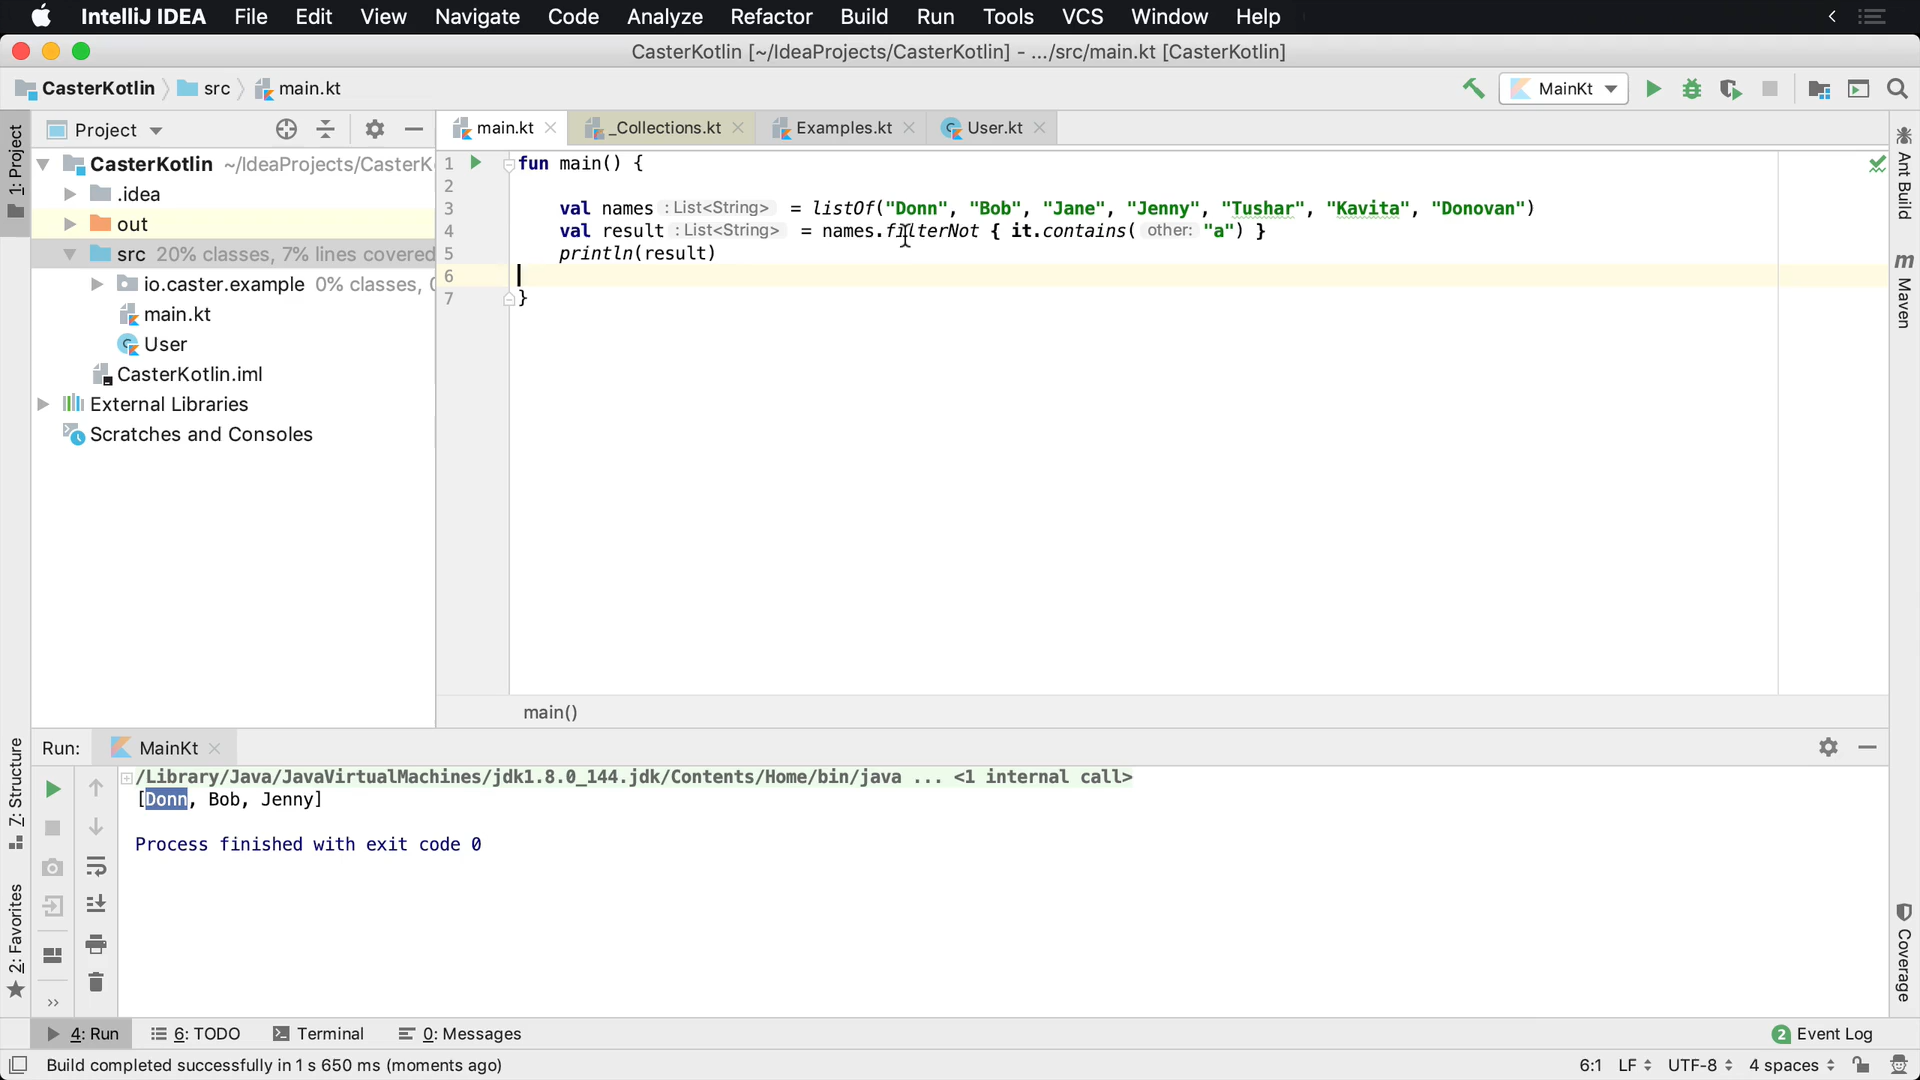 IntelliJ IDEA File Edit View Navigate Code Analyze Refactor Build Run Tools VCS Window Help
CasterKotlin [~/IdeaProjects/CasterKotlin] - .../src/main.kt [CasterKotlin]
CasterKotlin src main.kt MainKt
Project
main.kt _Collections.kt Examples.kt User.kt
1: Project
CasterKotlin ~/IdeaProjects/CasterK
.idea
out
src 20% classes, 7% lines covered
io.caster.example 0% classes, 0
main.kt
User
CasterKotlin.iml
External Libraries
Scratches and Consoles
1 fun main() {
2
3 val names : List<String> = listOf("Donn", "Bob", "Jane", "Jenny", "Tushar", "Kavita", "Donovan")
4 val result : List<String> = names.filterNot { it.contains( other: "a") }
5 println(result)
6
7 }
main()
Ant Build
m Maven
Run: MainKt
/Library/Java/JavaVirtualMachines/jdk1.8.0_144.jdk/Contents/Home/bin/java ... <1 internal call>
[Donn, Bob, Jenny]
Process finished with exit code 0
Z: Structure
2: Favorites
Coverage
4: Run 6: TODO Terminal 0: Messages 2 Event Log
Build completed successfully in 1 s 650 ms (moments ago) 6:1 LF UTF-8 4 spaces